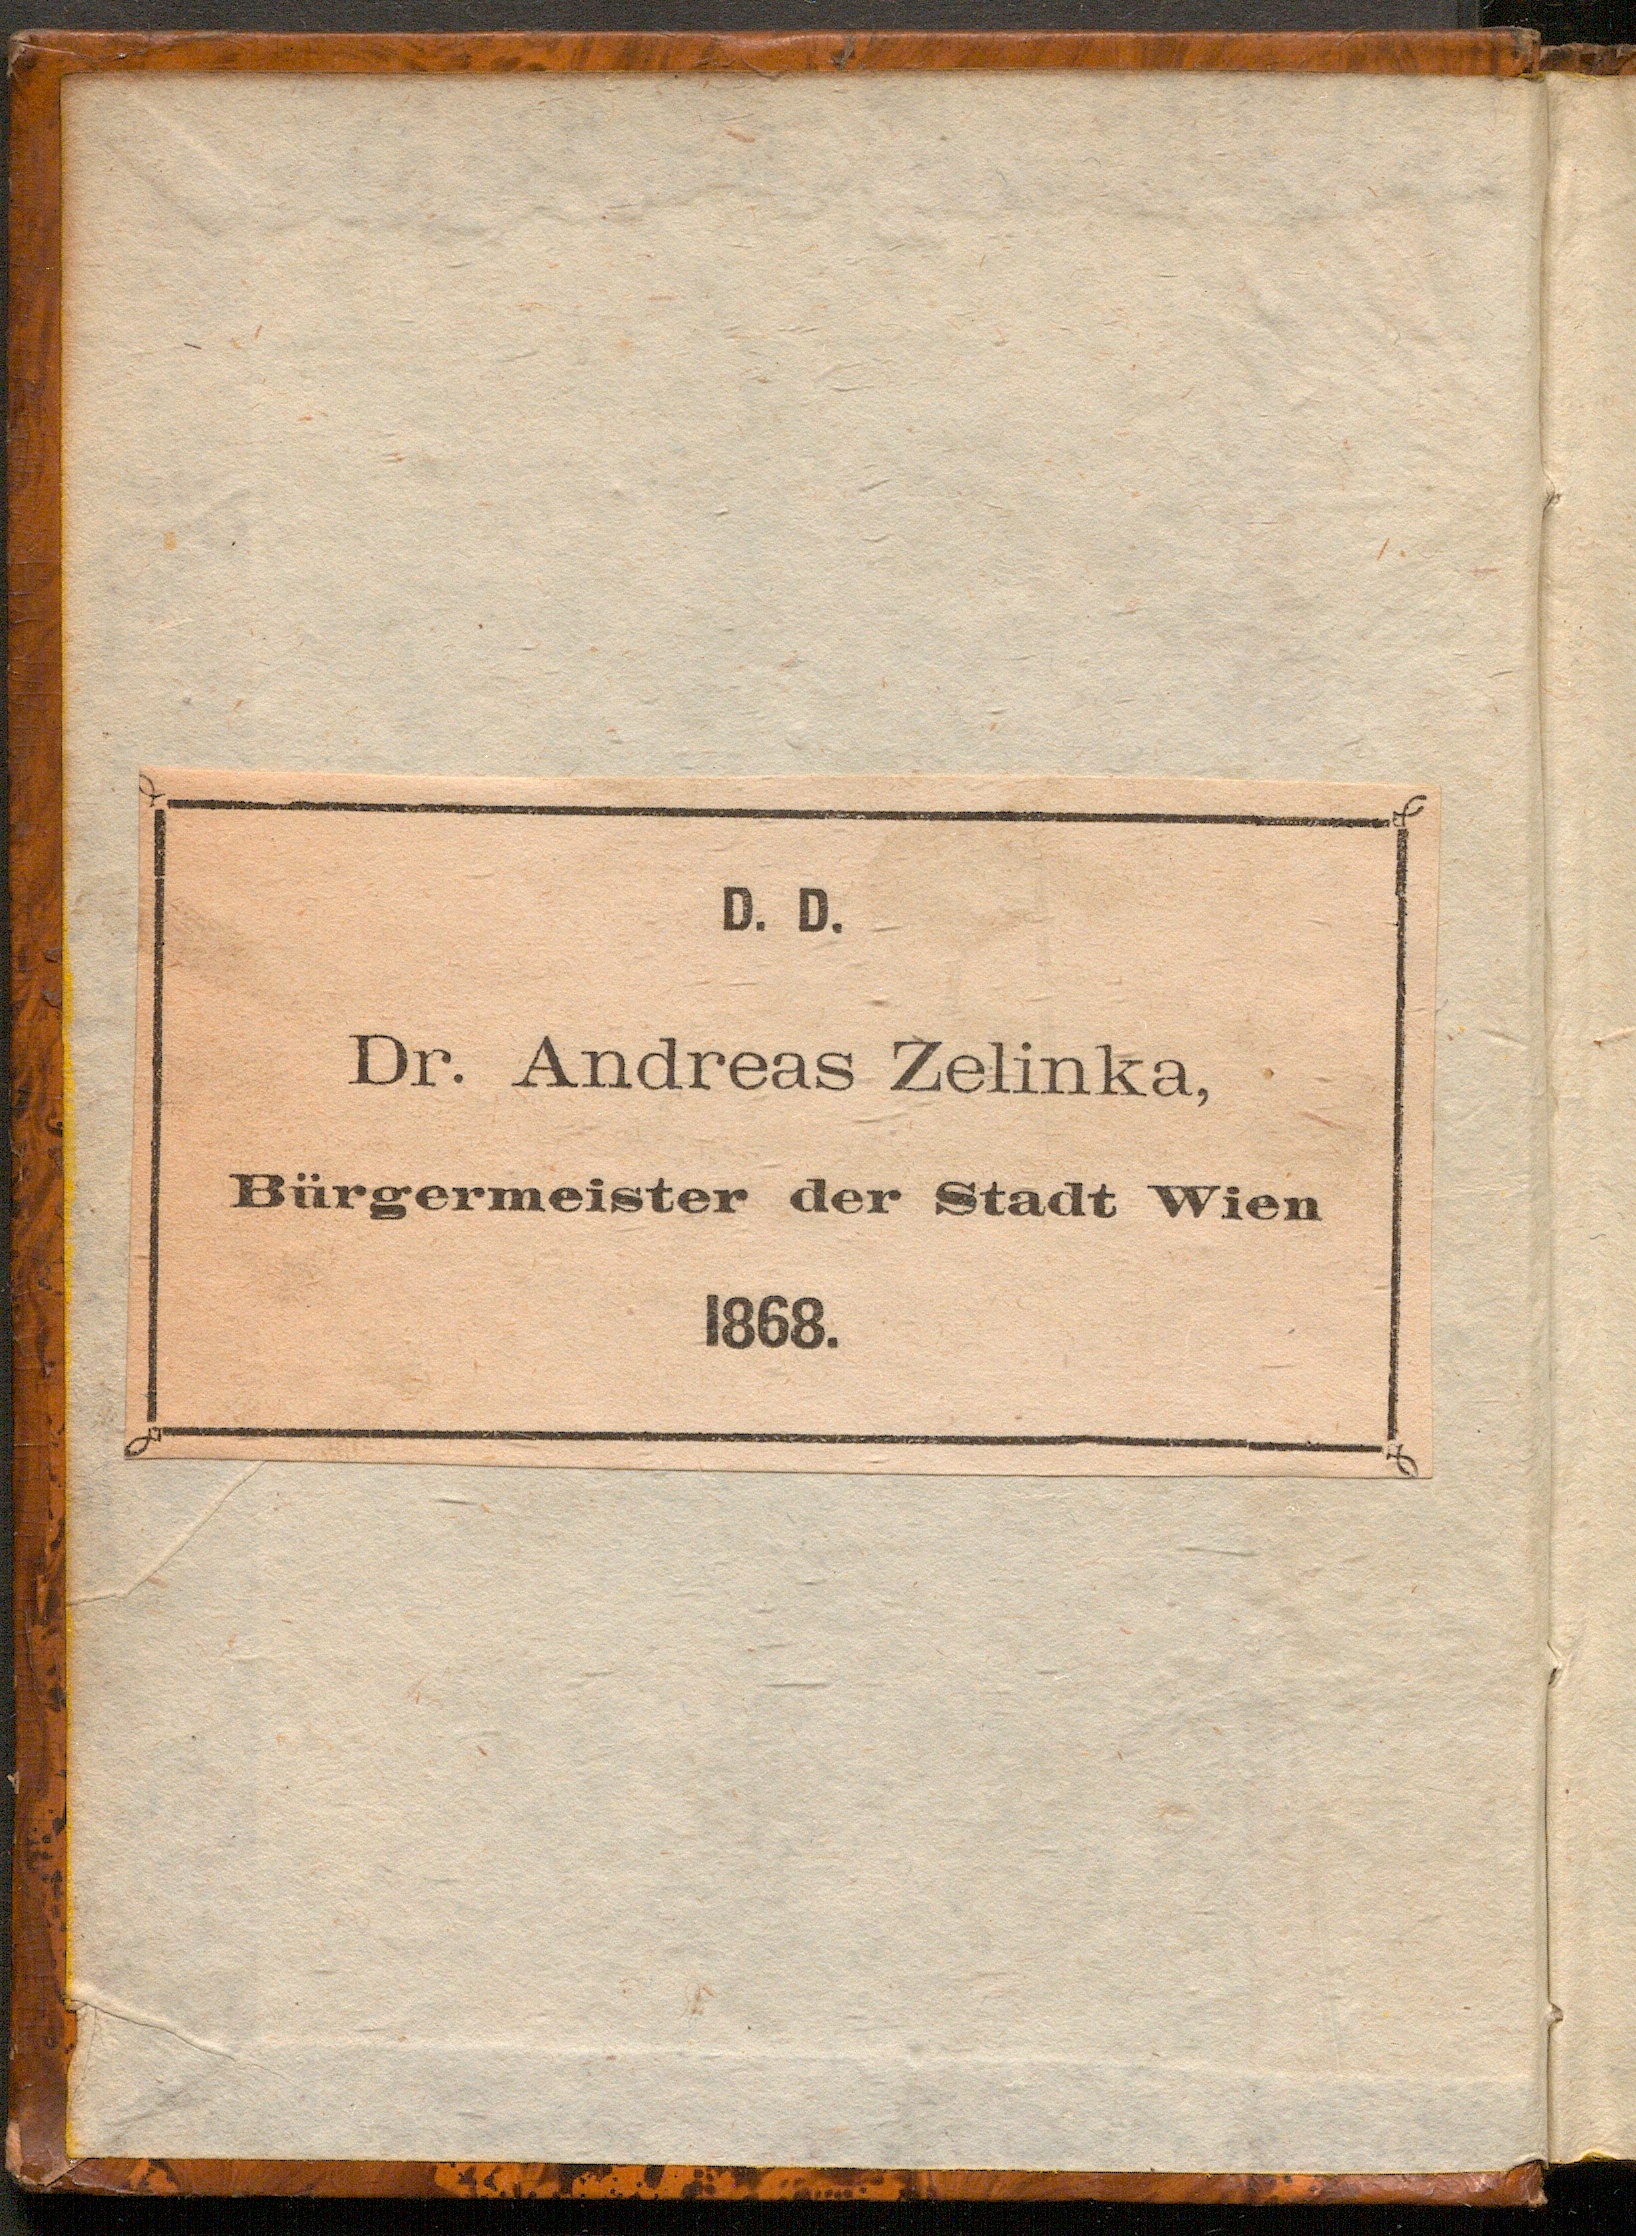 D. D.
Dr. Andreas Zelinka,
Bürgermeister der Stadt Wien
1868.